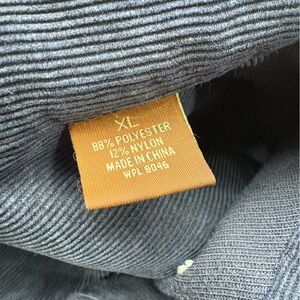 XL
88% POLYESTER
12% NYLON
MADE IN CHINA
WPL 8046